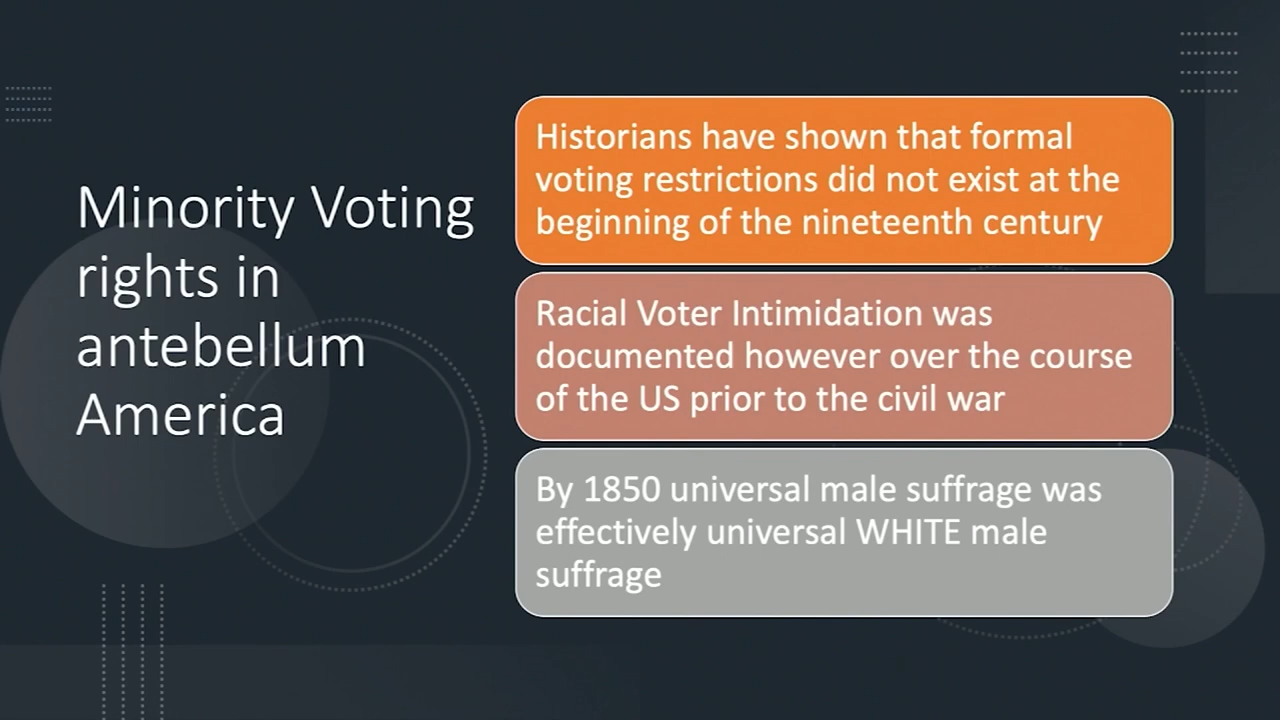 Minority Voting
rights in
antebellum
America
Historians have shown that formal
voting restrictions did not exist at the
beginning of the nineteenth century
Racial Voter Intimidation was
documented however over the course
of the US prior to the civil war
By 1850 universal male suffrage was
effectively universal WHITE male
suffrage